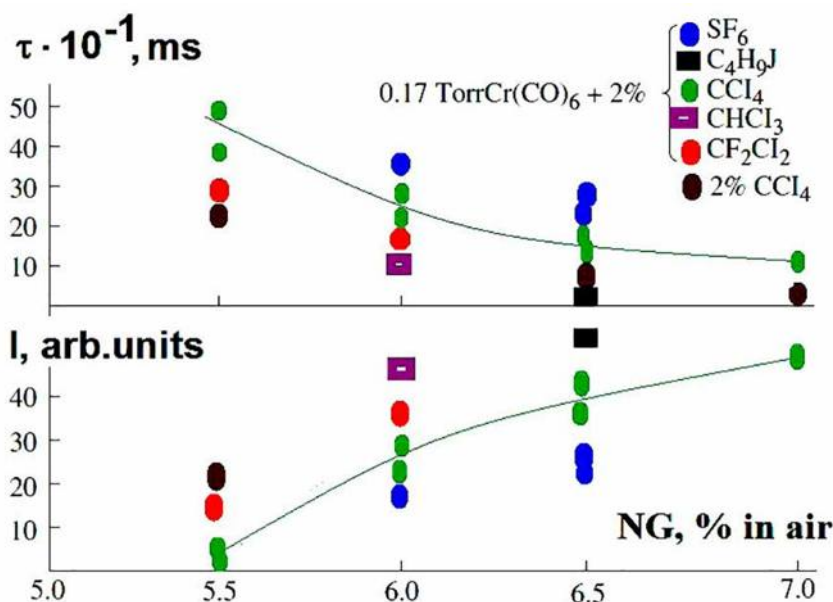 τ · 10⁻¹, ms
SF₆
C₄H₉J
0.17 TorrCr(CO)₆ + 2%
CCI₄
CHCI₃
CF₂CI₂
2% CCI₄
50
40
30
20
10
I, arb.units
40
30
20
10
NG, % in air
5.0 5.5 6.0 6.5 7.0